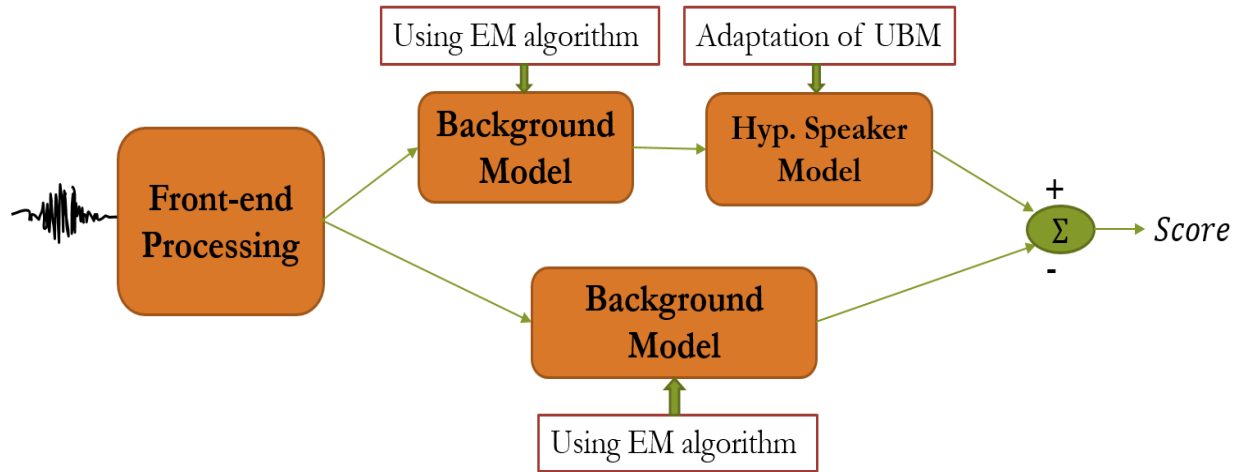 Using EM algorithm
Adaptation of UBM
Background
Model
Hyp. Speaker
Model
Front-end
Processing
+
Σ
-
Score
Background
Model
Using EM algorithm